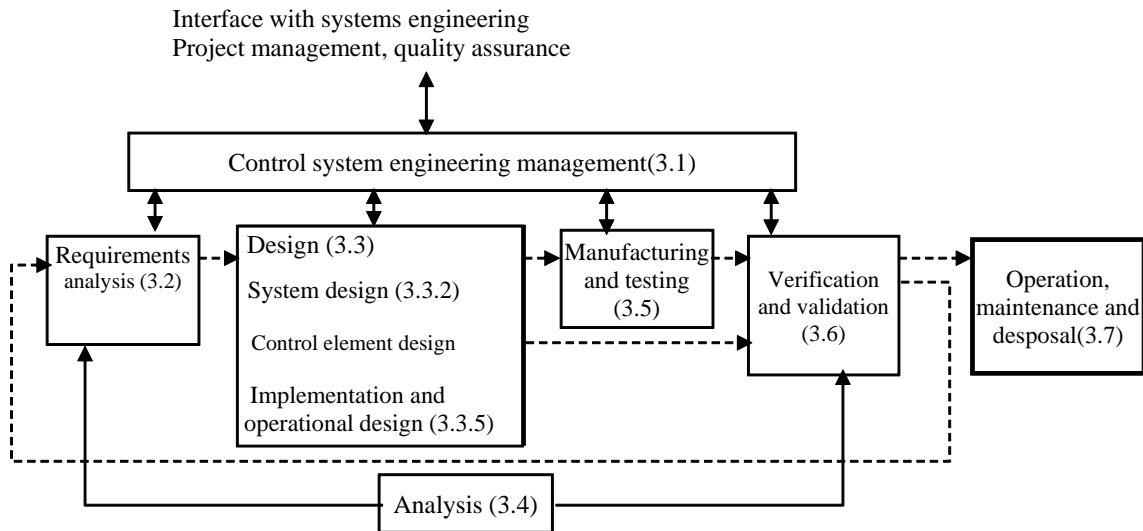 Interface with systems engineering
Project management, quality assurance
Control system engineering management(3.1)
Requirements
analysis (3.2)
Design (3.3)
System design (3.3.2)
Control element design
Implementation and
operational design (3.3.5)
Manufacturing
and testing
(3.5)
Verification
and validation
(3.6)
Operation,
maintenance and
desposal(3.7)
Analysis (3.4)